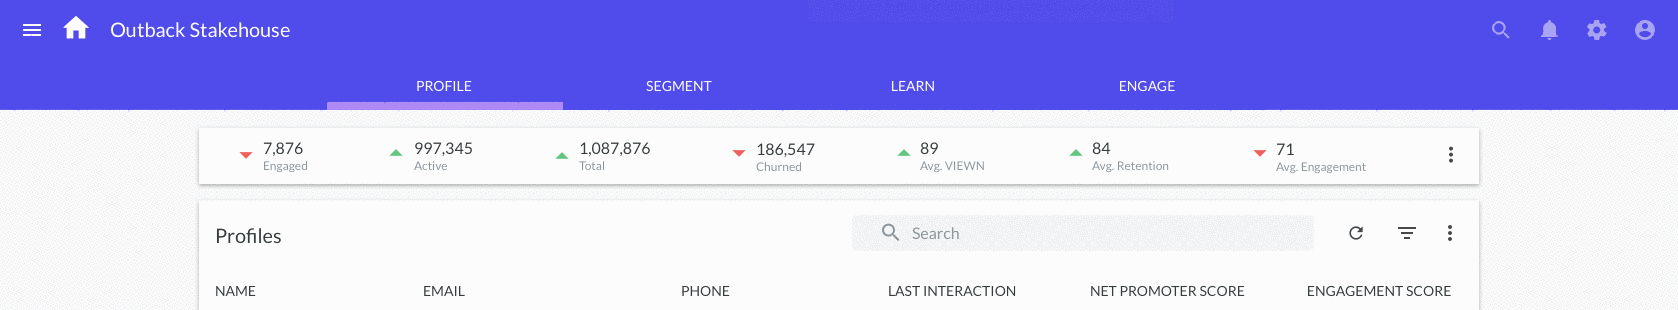 Outback Stakehouse
PROFILE SEGMENT LEARN ENGAGE
7,876 997,345 1,087,876 186,547 89 84 71
Engaged Active Total Churned Avg. VIEWN Avg. Retention Avg. Engagement
Profiles Search
NAME EMAIL PHONE LAST INTERACTION NET PROMOTER SCORE ENGAGEMENT SCORE